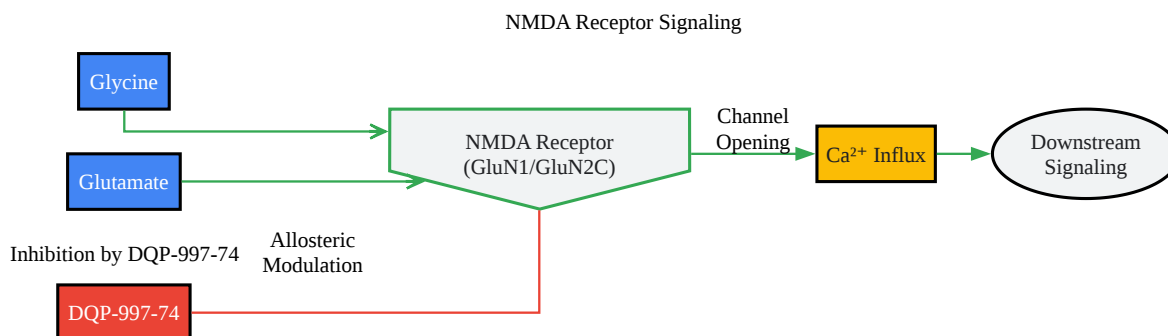 NMDA Receptor Signaling
Glycine
Glutamate
NMDA Receptor
(GluN1/GluN2C)
Channel
Opening
Ca²⁺ Influx
Downstream
Signaling
Inhibition by DQP-997-74
Allosteric
Modulation
DQP-997-74